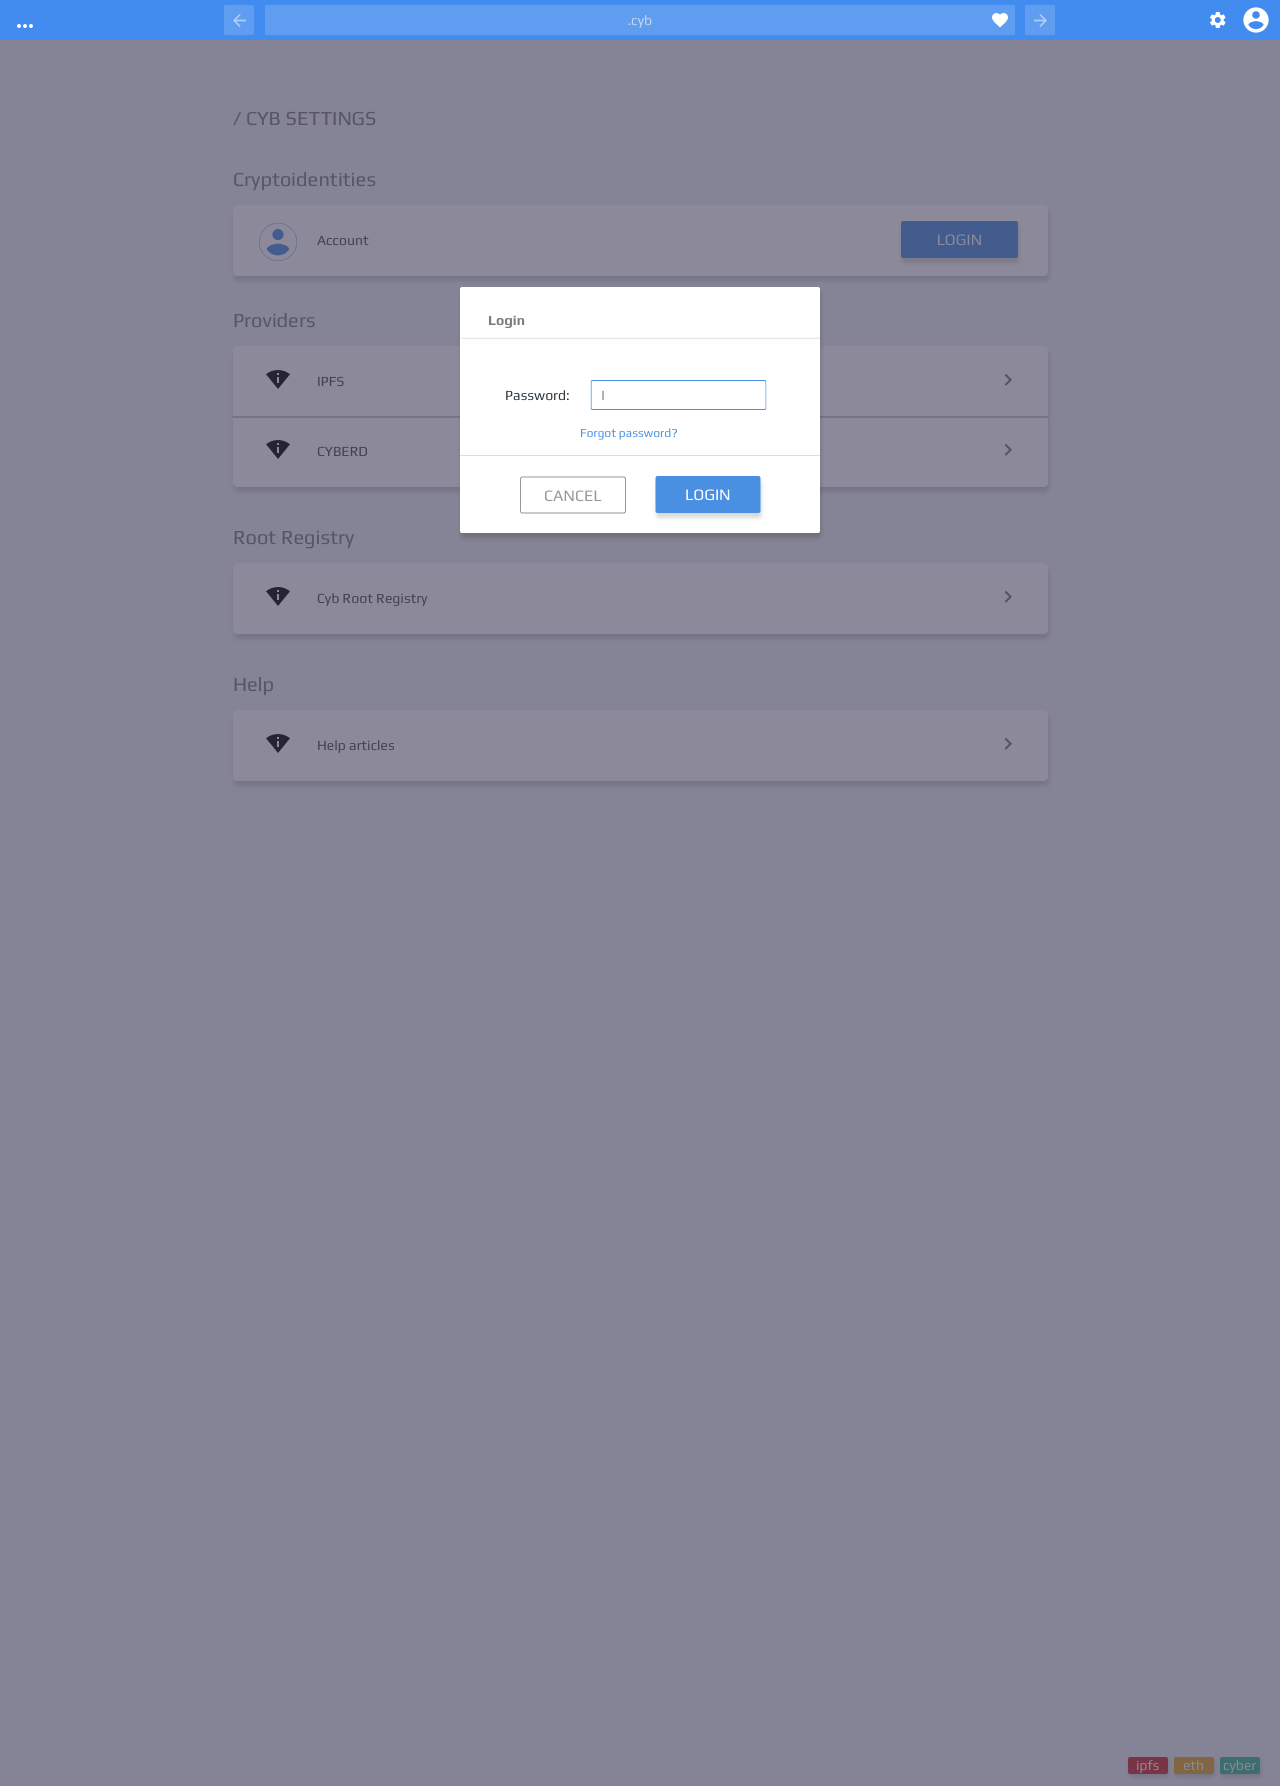 .cyb
/ CYB SETTINGS
Cryptoidentities
Account
LOGIN
Providers
IPFS
CYBERD
Login
Password:
Forgot password?
CANCEL
LOGIN
Root Registry
Cyb Root Registry
Help
Help articles
ipfs eth cyber